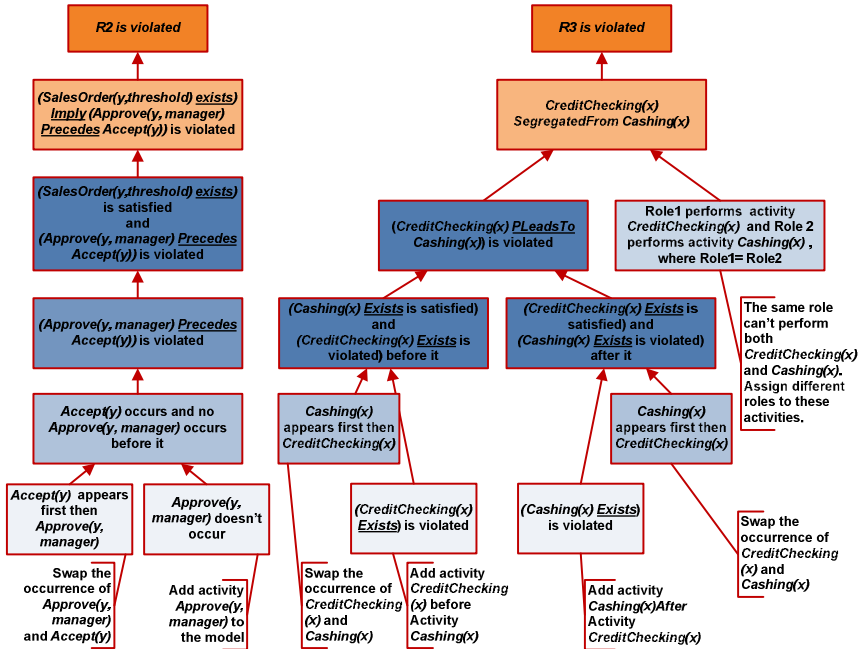 R2 is violated
R3 is violated
(SalesOrder(y,threshold) exists)
Imply (Approve(y, manager)
Precedes Accept(y)) is violated
CreditChecking(x)
SegregatedFrom Cashing(x)
(SalesOrder(y,threshold) exists)
is satisfied
and
(Approve(y, manager) Precedes
Accept(y)) is violated
(CreditChecking(x) PLeadsTo
Cashing(x)) is violated
Role1 performs activity
CreditChecking(x) and Role 2
performs activity Cashing(x) ,
where Role1= Role2
(Approve(y, manager) Precedes
Accept(y)) is violated
(Cashing(x) Exists is satisfied)
and
(CreditChecking(x) Exists is
violated) before it
(CreditChecking(x) Exists is
satisfied) and
(Cashing(x) Exists is violated)
after it
The same role
can't perform
both
CreditChecking(x)
and Cashing(x).
Assign different
roles to these
activities.
Accept(y) occurs and no
Approve(y, manager) occurs
before it
Cashing(x)
appears first then
CreditChecking(x)
Cashing(x)
appears first then
CreditChecking(x)
Accept(y) appears
first then
Approve(y,
manager)
Approve(y,
manager) doesn't
occur
(CreditChecking(x)
Exists) is violated
(Cashing(x) Exists)
is violated
Swap the
occurrence of
CreditChecking
(x) and
Cashing(x)
Swap the
occurrence of
Approve(y,
manager)
and Accept(y)
Add activity
Approve(y,
manager) to
the model
Swap the
occurrence of
CreditChecking
(x) and
Cashing(x)
Add activity
CreditChecking
(x) before
Activity
Cashing(x)
Add activity
Cashing(x)After
Activity
CreditChecking(x)